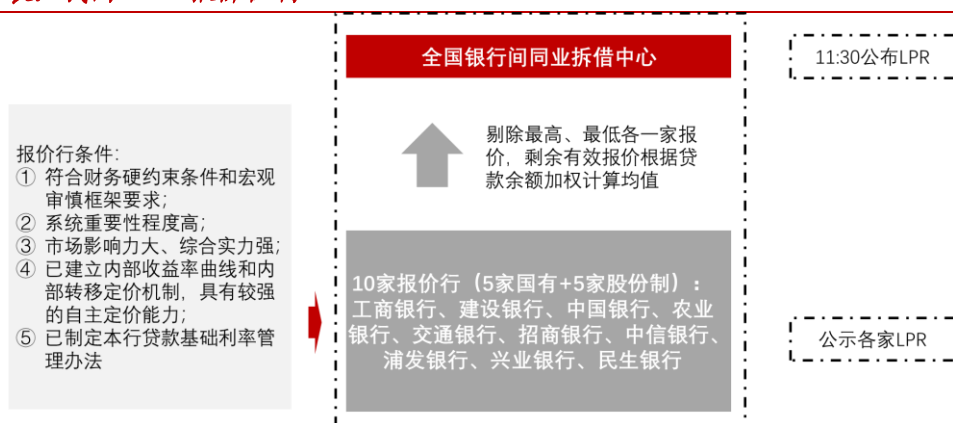 全国银行间同业拆借中心
11:30公布LPR
剔除最高、最低各一家报
价，剩余有效报价根据贷
款余额加权计算均值
报价行条件:
① 符合财务硬约束条件和宏观
审慎框架要求;
② 系统重要性程度高;
③ 市场影响力大、综合实力强;
④ 已建立内部收益率曲线和内
部转移定价机制，具有较强
的自主定价能力;
⑤ 已制定本行贷款基础利率管
理办法
10家报价行（5家国有+5家股份制）:
工商银行、建设银行、中国银行、农业
银行、交通银行、招商银行、中信银行、
浦发银行、兴业银行、民生银行
公示各家LPR